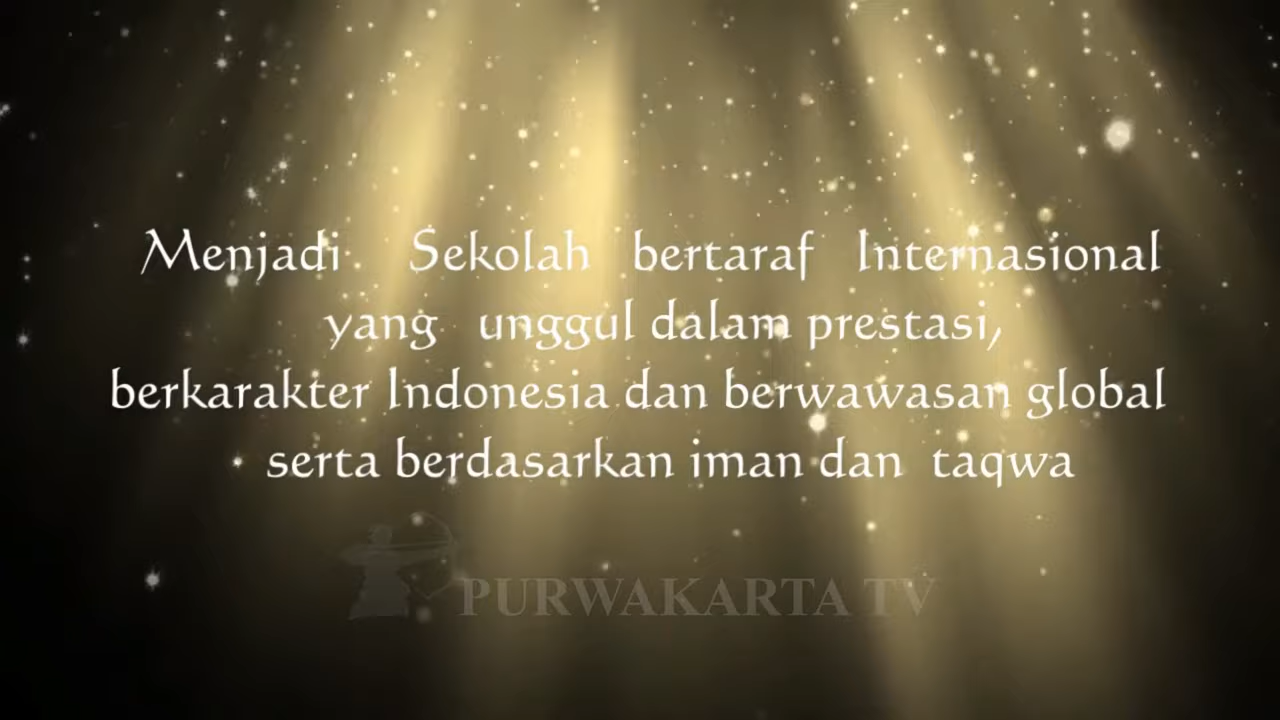 Menjadi Sekolah bertaraf Internasional
yang unggul dalam prestasi,
berkarakter Indonesia dan berwawasan global
serta berdasarkan iman dan taqwa
PURWAKARTA TV